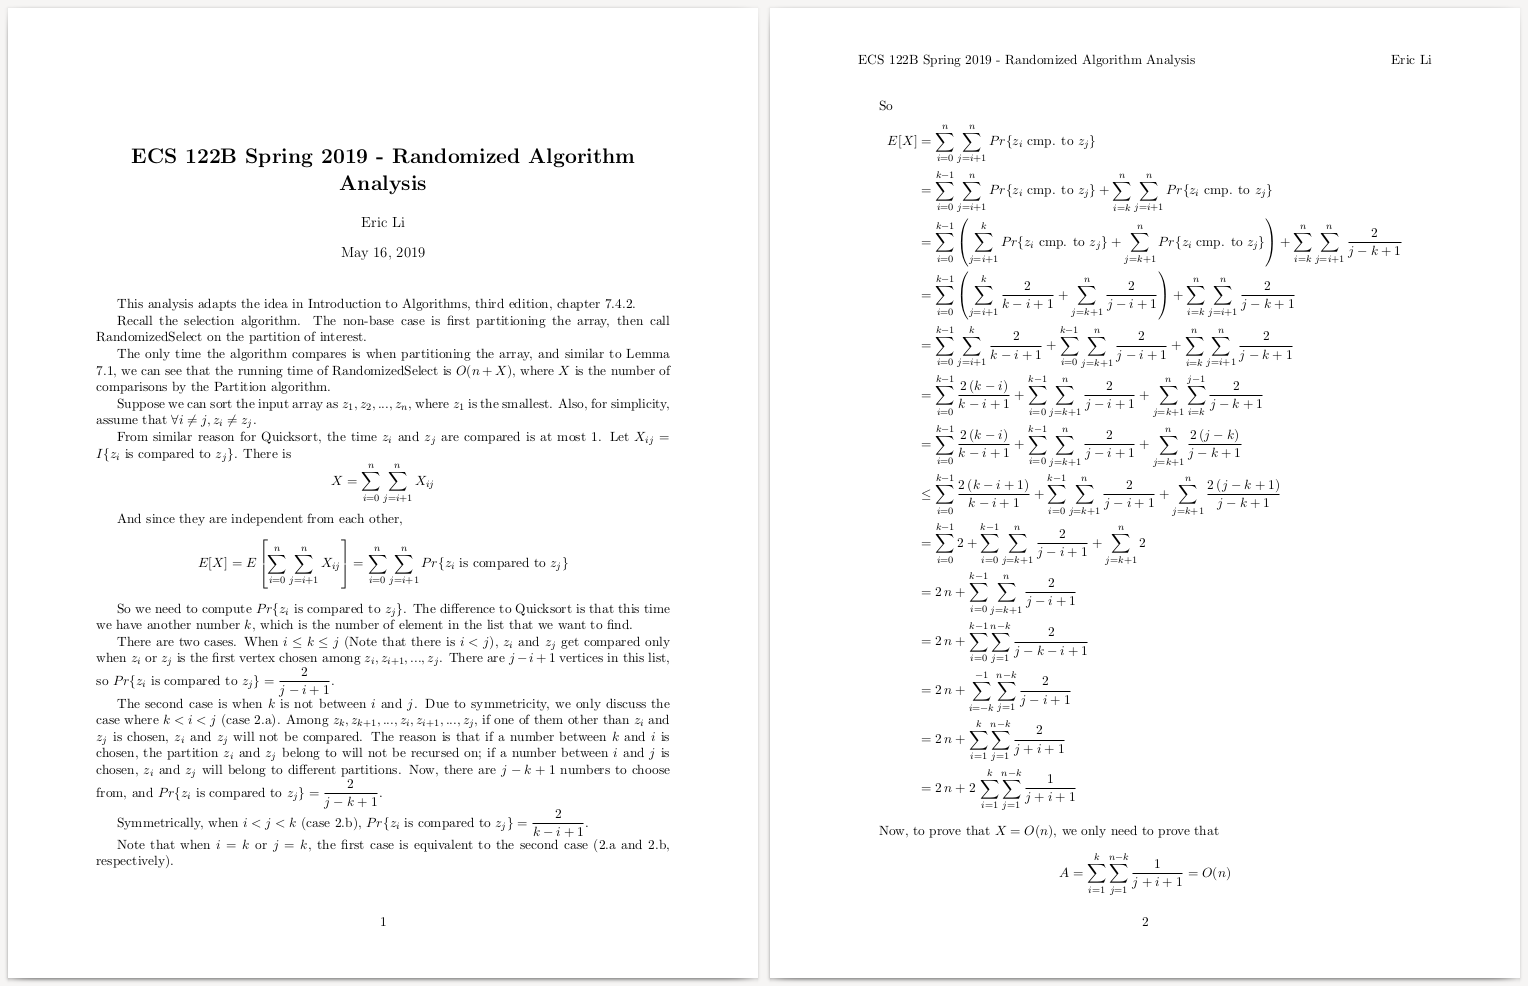 ECS 122B Spring 2019 - Randomized Algorithm
Analysis
Eric Li
May 16, 2019
This analysis adapts the idea in Introduction to Algorithms, third edition, chapter 7.4.2.
Recall the selection algorithm. The non-base case is first partitioning the array, then call
RandomizedSelect on the partition of interest.
The only time the algorithm compares is when partitioning the array, and similar to Lemma
7.1, we can see that the running time of RandomizedSelect is O(n + X), where X is the number of
comparisons by the Partition algorithm.
Suppose we can sort the input array as z_1, z_2, ..., z_n, where z_1 is the smallest. Also, for simplicity,
assume that ∀i ≠ j, z_i ≠ z_j.
From similar reason for Quicksort, the time z_i and z_j are compared is at most 1. Let X_{ij} =
I{z_i is compared to z_j}. There is
X = \sum_{i=0}^{n} \sum_{j=i+1}^{n} X_{ij}
And since they are independent from each other,
E[X] = E[\sum_{i=0}^{n} \sum_{j=i+1}^{n} X_{ij}] = \sum_{i=0}^{n} \sum_{j=i+1}^{n} Pr{z_i is compared to z_j}
So we need to compute Pr{z_i is compared to z_j}. The difference to Quicksort is that this time
we have another number k, which is the number of element in the list that we want to find.
There are two cases. When i ≤ k ≤ j (Note that there is i < j), z_i and z_j get compared only
when z_i or z_j is the first vertex chosen among z_i, z_{i+1}, ..., z_j. There are j − i + 1 vertices in this list,
so Pr{z_i is compared to z_j} = \frac{2}{j − i + 1}.
The second case is when k is not between i and j. Due to symmetricity, we only discuss the
case where k < i < j (case 2.a). Among z_k, z_{k+1}, ..., z_i, z_{i+1}, ..., z_j, if one of them other than z_i and
z_j is chosen, z_i and z_j will not be compared. The reason is that if a number between k and i is
chosen, the partition z_i and z_j belong to will not be recursed on; if a number between i and j is
chosen, z_i and z_j will belong to different partitions. Now, there are j − k + 1 numbers to choose
from, and Pr{z_i is compared to z_j} = \frac{2}{j − k + 1}.
Symmetrically, when i < j < k (case 2.b), Pr{z_i is compared to z_j} = \frac{2}{k − i + 1}.
Note that when i = k or j = k, the first case is equivalent to the second case (2.a and 2.b,
respectively).
1
ECS 122B Spring 2019 - Randomized Algorithm Analysis Eric Li
So
E[X] = \sum_{i=0}^{n} \sum_{j=i+1}^{n} Pr{z_i cmp. to z_j}
= \sum_{i=0}^{k−1} \sum_{j=i+1}^{n} Pr{z_i cmp. to z_j} + \sum_{i=k}^{n} \sum_{j=i+1}^{n} Pr{z_i cmp. to z_j}
= \sum_{i=0}^{k−1} (\sum_{j=i+1}^{k} Pr{z_i cmp. to z_j} + \sum_{j=k+1}^{n} Pr{z_i cmp. to z_j}) + \sum_{i=k}^{n} \sum_{j=i+1}^{n} \frac{2}{j − k + 1}
= \sum_{i=0}^{k−1} (\sum_{j=i+1}^{k} \frac{2}{k − i + 1} + \sum_{j=k+1}^{n} \frac{2}{j − i + 1}) + \sum_{i=k}^{n} \sum_{j=i+1}^{n} \frac{2}{j − k + 1}
= \sum_{i=0}^{k−1} \sum_{j=i+1}^{k} \frac{2}{k − i + 1} + \sum_{i=0}^{k−1} \sum_{j=k+1}^{n} \frac{2}{j − i + 1} + \sum_{i=k}^{n} \sum_{j=i+1}^{n} \frac{2}{j − k + 1}
= \sum_{i=0}^{k−1} \frac{2 (k − i)}{k − i + 1} + \sum_{i=0}^{k−1} \sum_{j=k+1}^{n} \frac{2}{j − i + 1} + \sum_{j=k+1}^{n} \sum_{i=k}^{j−1} \frac{2}{j − k + 1}
= \sum_{i=0}^{k−1} \frac{2 (k − i)}{k − i + 1} + \sum_{i=0}^{k−1} \sum_{j=k+1}^{n} \frac{2}{j − i + 1} + \sum_{j=k+1}^{n} \frac{2 (j − k)}{j − k + 1}
≤ \sum_{i=0}^{k−1} \frac{2 (k − i + 1)}{k − i + 1} + \sum_{i=0}^{k−1} \sum_{j=k+1}^{n} \frac{2}{j − i + 1} + \sum_{j=k+1}^{n} \frac{2 (j − k + 1)}{j − k + 1}
= \sum_{i=0}^{k−1} 2 + \sum_{i=0}^{k−1} \sum_{j=k+1}^{n} \frac{2}{j − i + 1} + \sum_{j=k+1}^{n} 2
= 2 n + \sum_{i=0}^{k−1} \sum_{j=k+1}^{n} \frac{2}{j − i + 1}
= 2 n + \sum_{i=0}^{k−1} \sum_{j=1}^{n−k} \frac{2}{j − k − i + 1}
= 2 n + \sum_{i=−k}^{−1} \sum_{j=1}^{n−k} \frac{2}{j − i + 1}
= 2 n + \sum_{i=1}^{k} \sum_{j=1}^{n−k} \frac{2}{j + i + 1}
= 2 n + 2 \sum_{i=1}^{k} \sum_{j=1}^{n−k} \frac{1}{j + i + 1}
Now, to prove that X = O(n), we only need to prove that
A = \sum_{i=1}^{k} \sum_{j=1}^{n−k} \frac{1}{j + i + 1} = O(n)
2